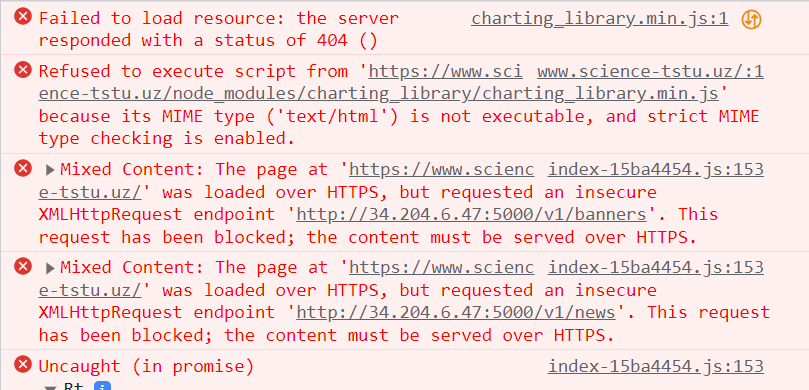 Failed to load resource: the server charting_library.min.js:1
responded with a status of 404 ()
Refused to execute script from 'https://www.sci www.science-tstu.uz/:1
ence-tstu.uz/node_modules/charting_library/charting_library.min.js'
because its MIME type ('text/html') is not executable, and strict MIME
type checking is enabled.
Mixed Content: The page at 'https://www.scienc index-15ba4454.js:153
e-tstu.uz/' was loaded over HTTPS, but requested an insecure
XMLHttpRequest endpoint 'http://34.204.6.47:5000/v1/banners'. This
request has been blocked; the content must be served over HTTPS.
Mixed Content: The page at 'https://www.scienc index-15ba4454.js:153
e-tstu.uz/' was loaded over HTTPS, but requested an insecure
XMLHttpRequest endpoint 'http://34.204.6.47:5000/v1/news'. This request
has been blocked; the content must be served over HTTPS.
Uncaught (in promise) index-15ba4454.js:153
Rt i